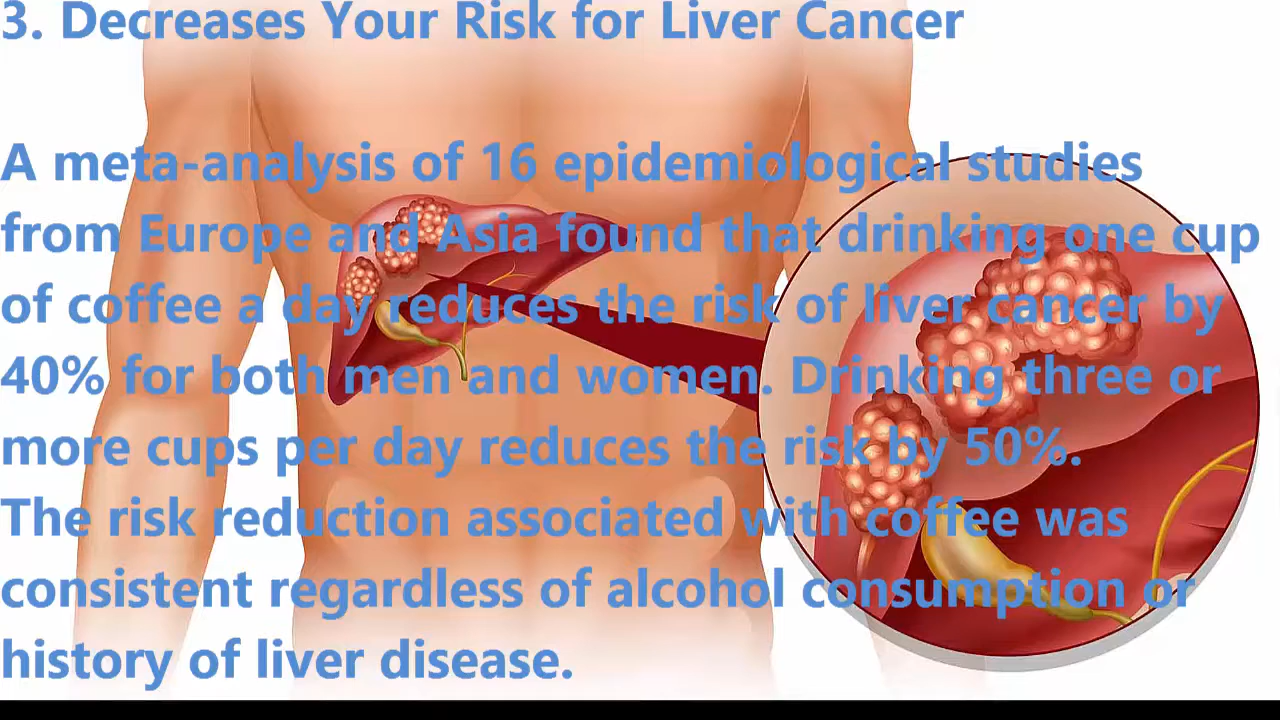 3. Decreases Your Risk for Liver Cancer
A meta-analysis of 16 epidemiological studies
from Europe and Asia found that drinking one cup
of coffee a day reduces the risk of liver cancer by
40% for both men and women. Drinking three or
more cups per day reduces the risk by 50%.
The risk reduction associated with coffee was
consistent regardless of alcohol consumption or
history of liver disease.